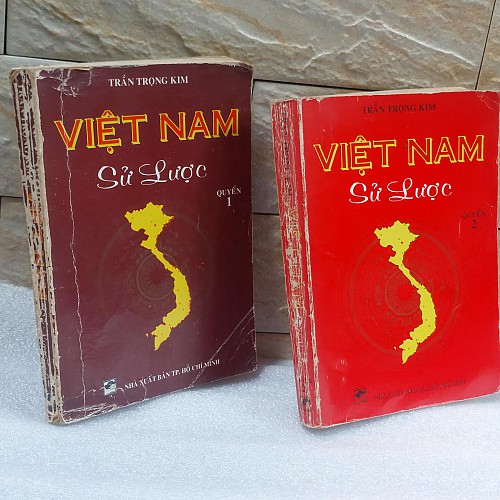 TRẦN TRỌNG KIM
VIỆT NAM
Sử Lược
QUYỂN
1
NHÀ XUẤT BẢN TP. HỒ CHÍ MINH
TRẦN TRỌNG KIM
VIỆT NAM
Sử Lược
QUYỂN
2